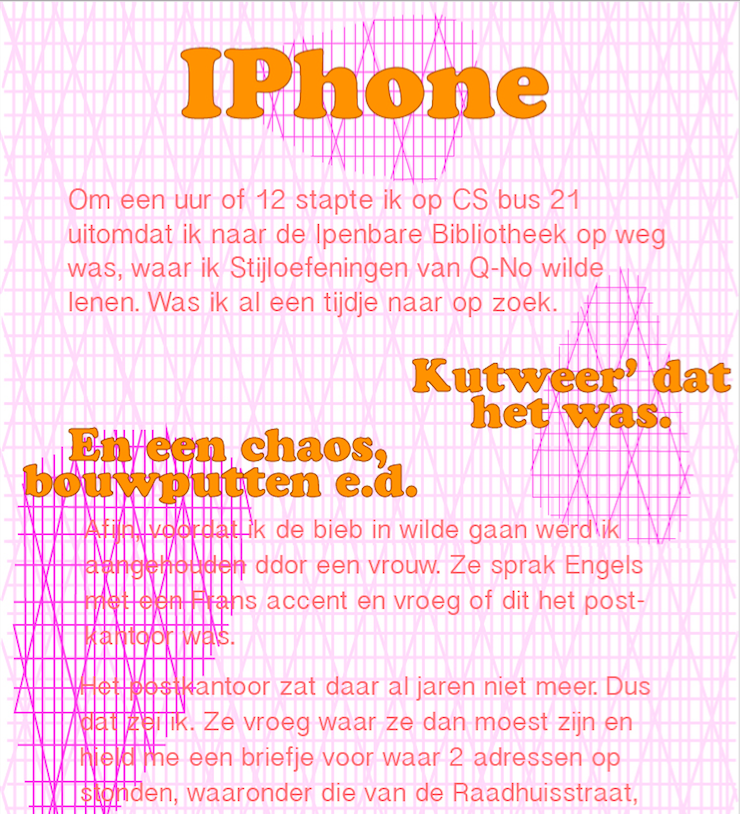 IPhone
Om een uur of 12 stapte ik op CS bus 21
uitomdat ik naar de Ipenbare Bibliotheek op weg
was, waar ik Stijloefeningen van Q-No wilde
lenen. Was ik al een tijdje naar op zoek.
Kutweer' dat
het was.
En een chaos,
bouwputten e.d.
Afijn, voordat ik de bieb in wilde gaan werd ik
aangehouden ddor een vrouw. Ze sprak Engels
met een Frans accent en vroeg of dit het post-
kantoor was.
Het postkantoor zat daar al jaren niet meer. Dus
dat zei ik. Ze vroeg waar ze dan moest zijn en
hield me een briefje voor waar 2 adressen op
stonden, waaronder die van de Raadhuisstraat,